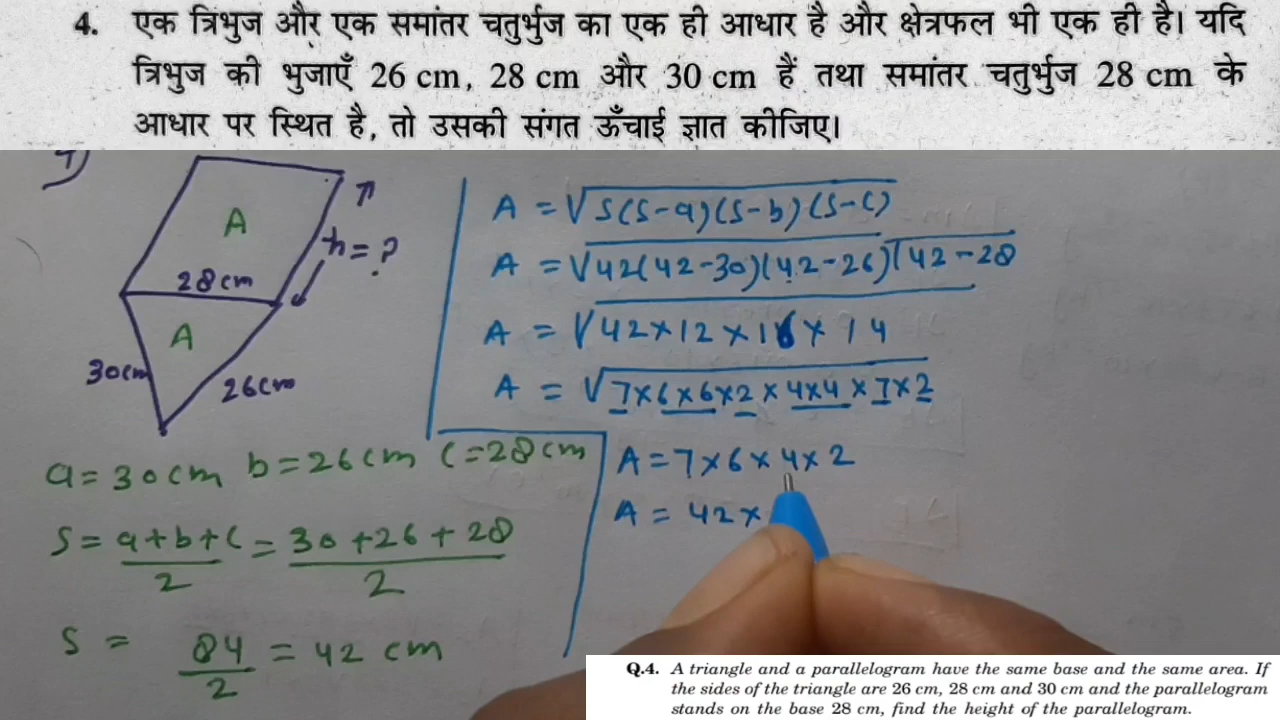 4. एक त्रिभुज और एक समांतर चतुर्भुज का एक ही आधार है और क्षेत्रफल भी एक ही है। यदि
त्रिभुज की भुजाएँ 26 cm, 28 cm और 30 cm हैं तथा समांतर चतुर्भुज 28 cm के
आधार पर स्थित है, तो उसकी संगत ऊँचाई ज्ञात कीजिए।
A
h = ?
28cm
A
30cm
26cm
a = 30cm b = 26cm c = 28cm
S = a+b+c/2 = 30+26+28/2
S = 84/2 = 42 cm
A = √S(S-a)(S-b)(S-c)
A = √42(42-30)(42-26)(42-28
A = √42×12×16×14
A = √7×6×6×2×4×4×7×2
A = 7×6×4×2
A = 42×
Q.4. A triangle and a parallelogram have the same base and the same area. If
the sides of the triangle are 26 cm, 28 cm and 30 cm and the parallelogram
stands on the base 28 cm, find the height of the parallelogram.